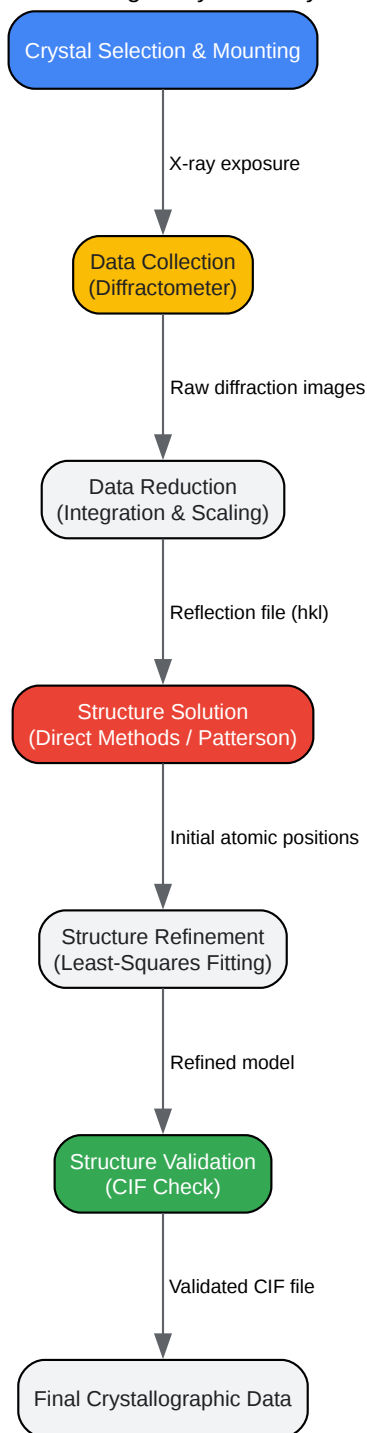 Crystal Selection & Mounting
X-ray exposure
Data Collection
(Diffractometer)
Raw diffraction images
Data Reduction
(Integration & Scaling)
Reflection file (hkl)
Structure Solution
(Direct Methods / Patterson)
Initial atomic positions
Structure Refinement
(Least-Squares Fitting)
Refined model
Structure Validation
(CIF Check)
Validated CIF file
Final Crystallographic Data